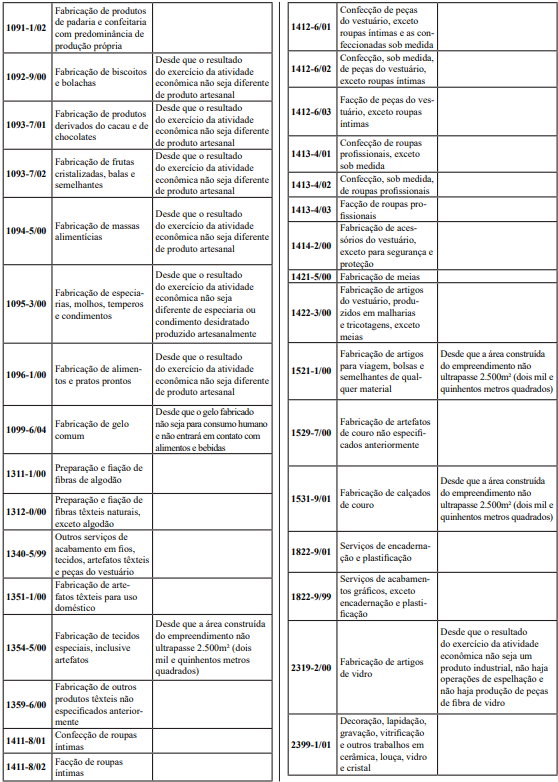 1091-1/02
Fabricação de produtos
de padaria e confeitaria
com predominância de
produção própria
1092-9/00
Fabricação de biscoitos
e bolachas
Desde que o resultado
do exercício da atividade
econômica não seja diferente
de produto artesanal
1093-7/01
Fabricação de produtos
derivados do cacau e de
chocolates
Desde que o resultado
do exercício da atividade
econômica não seja diferente
de produto artesanal
1093-7/02
Fabricação de frutas
cristalizadas, balas e
semelhantes
Desde que o resultado
do exercício da atividade
econômica não seja diferente
de produto artesanal
1094-5/00
Fabricação de massas
alimentícias
Desde que o resultado
do exercício da atividade
econômica não seja diferente
de produto artesanal
1095-3/00
Fabricação de especia-
rias, molhos, temperos
e condimentos
Desde que o resultado
do exercício da atividade
econômica não seja
diferente de especiaria ou
condimento desidratado
produzido artesanalmente
1096-1/00
Fabricação de alimen-
tos e pratos prontos
Desde que o resultado
do exercício da atividade
econômica não seja diferente
de produto artesanal
1099-6/04
Fabricação de gelo
comum
Desde que o gelo fabricado
não seja para consumo humano
e não entrará em contato com
alimentos e bebidas
1311-1/00
Preparação e fiação de
fibras de algodão
1312-0/00
Preparação e fiação de
fibras têxteis naturais,
exceto algodão
1340-5/99
Outros serviços de
acabamento em fios,
tecidos, artefatos têxteis
e peças do vestuário
1351-1/00
Fabricação de arte-
fatos têxteis para uso
doméstico
1354-5/00
Fabricação de tecidos
especiais, inclusive
artefatos
Desde que a área construída
do empreendimento não
ultrapasse 2.500m² (dois
mil e quinhentos metros
quadrados)
1359-6/00
Fabricação de outros
produtos têxteis não
especificados anterior-
mente
1411-8/01
Confecção de roupas
íntimas
1411-8/02
Facção de roupas
íntimas
1412-6/01
Confecção de peças
do vestuário, exceto
roupas íntimas e as con-
feccionadas sob medida
1412-6/02
Confecção, sob medida,
de peças do vestuário,
exceto roupas íntimas
1412-6/03
Facção de peças do ves-
tuário, exceto roupas
íntimas
1413-4/01
Confecção de roupas
profissionais, exceto
sob medida
1413-4/02
Confecção, sob medida,
de roupas profissionais
1413-4/03
Facção de roupas pro-
fissionais
1414-2/00
Fabricação de aces-
sórios do vestuário,
exceto para segurança e
proteção
1421-5/00
Fabricação de meias
1422-3/00
Fabricação de artigos
do vestuário, produ-
zidos em malharias
e tricotagens, exceto
meias
1521-1/00
Fabricação de artigos
para viagem, bolsas e
semelhantes de qual-
quer material
Desde que a área construída
do empreendimento não
ultrapasse 2.500m² (dois mil e
quinhentos metros quadrados)
1529-7/00
Fabricação de artefatos
de couro não especifi-
cados anteriormente
1531-9/01
Fabricação de calçados
de couro
Desde que a área construída
do empreendimento não
ultrapasse 2.500m² (dois mil e
quinhentos metros quadrados)
1822-9/01
Serviços de encaderna-
ção e plastificação
1822-9/99
Serviços de acabamen-
tos gráficos, exceto
encadernação e plasti-
ficação
2319-2/00
Fabricação de artigos
de vidro
Desde que o resultado
do exercício da atividade
econômica não seja um
produto industrial, não haja
operações de espelhação e
não haja produção de peças
de fibra de vidro
2399-1/01
Decoração, lapidação,
gravação, vitrificação
e outros trabalhos em
cerâmica, louça, vidro
e cristal